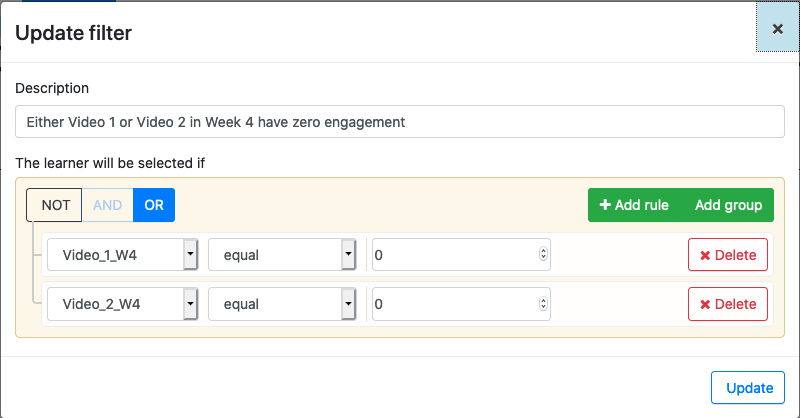 Update filter ×
Description
Either Video 1 or Video 2 in Week 4 have zero engagement
The learner will be selected if
NOT AND OR + Add rule Add group
Video_1_W4 equal 0 ✖ Delete
Video_2_W4 equal 0 ✖ Delete
Update